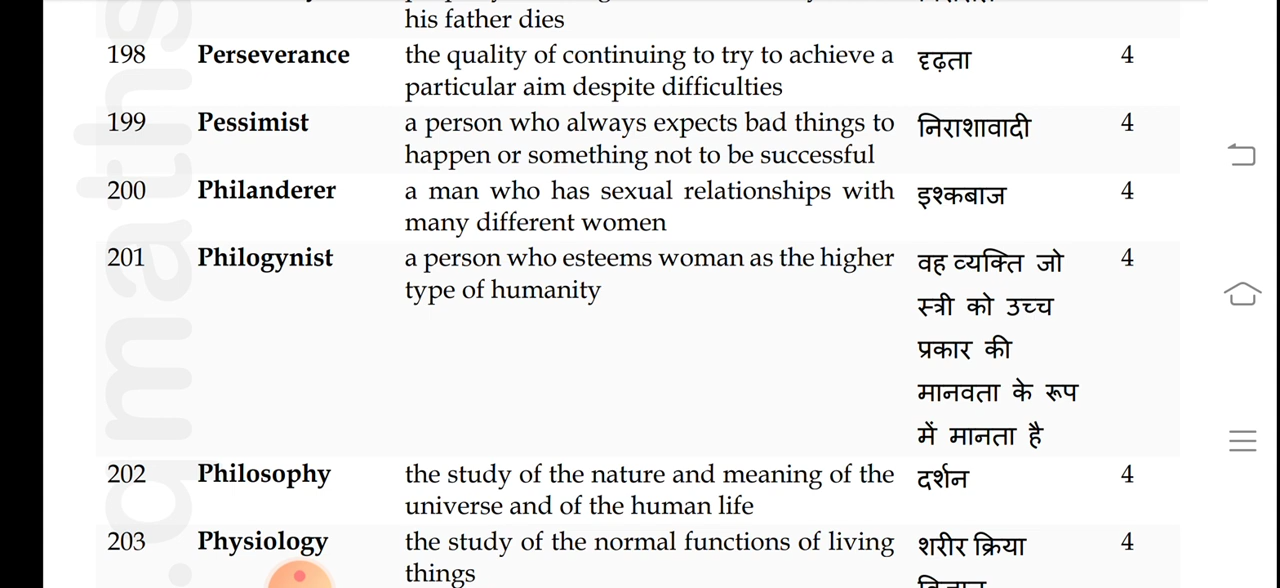 his father dies
198 Perseverance the quality of continuing to try to achieve a दृढ़ता 4
particular aim despite difficulties
199 Pessimist a person who always expects bad things to निराशावादी 4
happen or something not to be successful
200 Philanderer a man who has sexual relationships with इश्कबाज 4
many different women
201 Philogynist a person who esteems woman as the higher वह व्यक्ति जो 4
type of humanity
स्त्री को उच्च
प्रकार की
मानवता के रूप
में मानता है
202 Philosophy the study of the nature and meaning of the दर्शन 4
universe and of the human life
203 Physiology the study of the normal functions of living शरीर क्रिया 4
things
maths